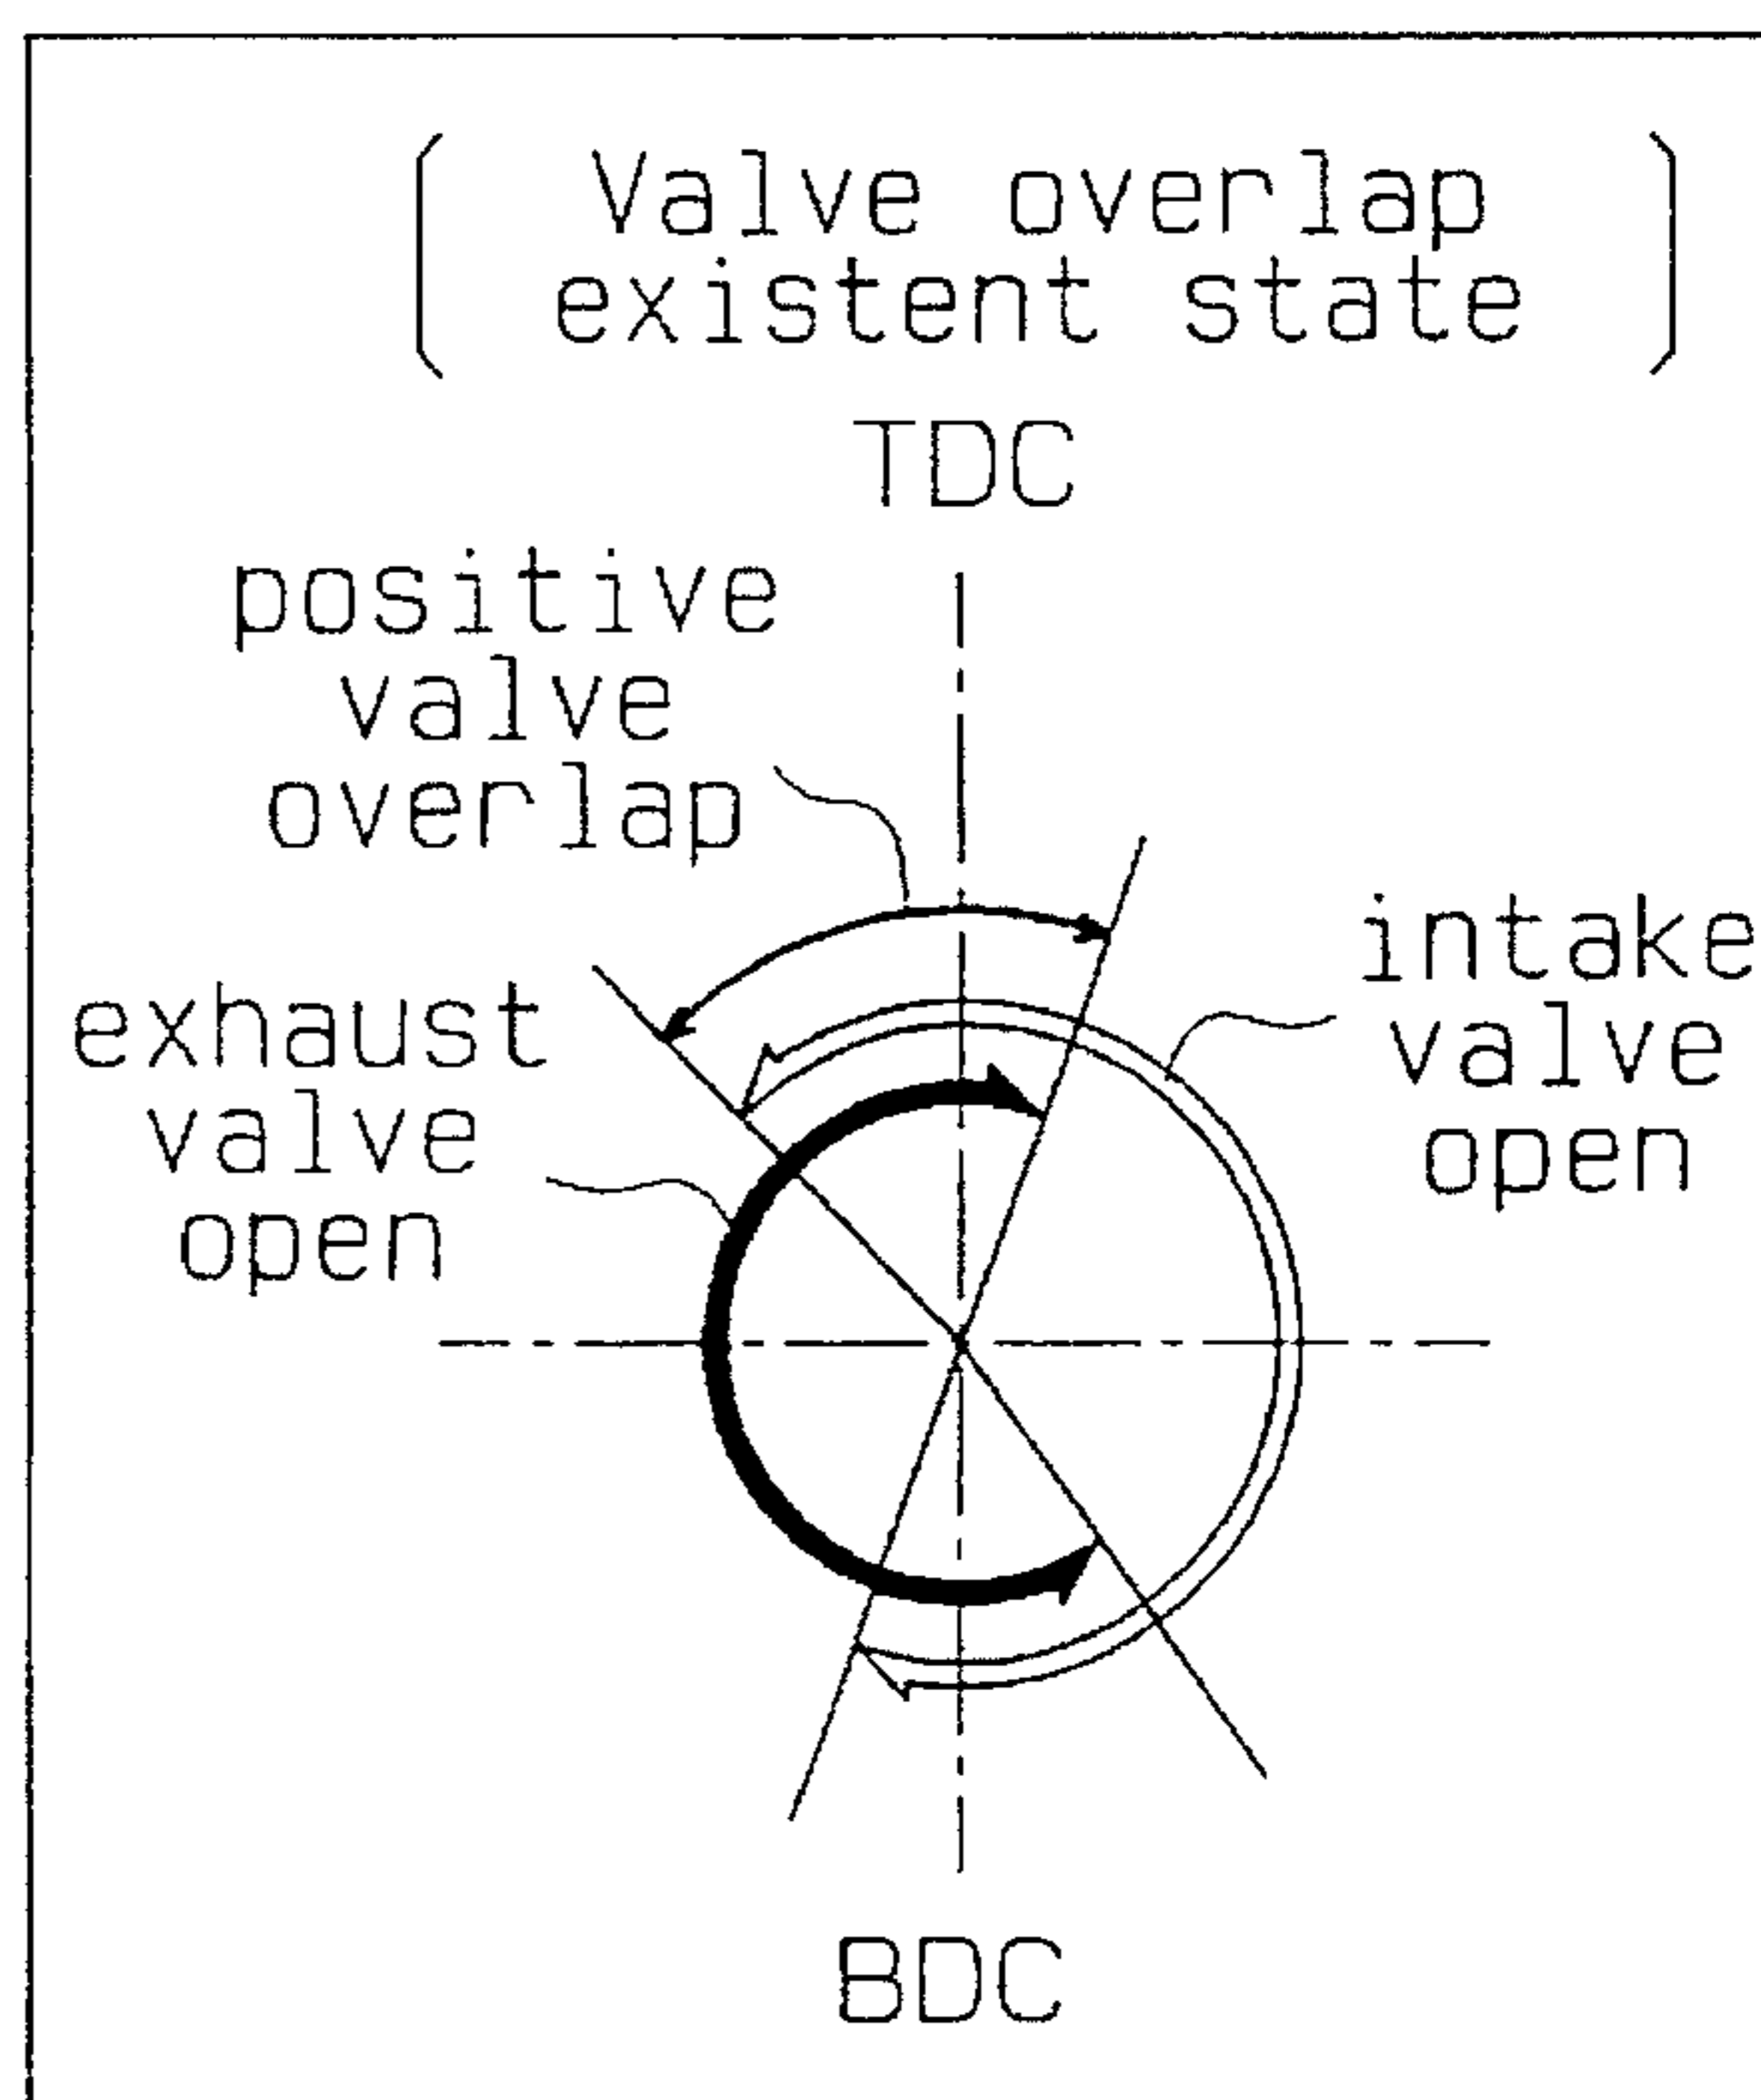 Valve overlap
existent state
TDC
positive
valve
overlap
intake
valve
open
exhaust
valve
open
BDC